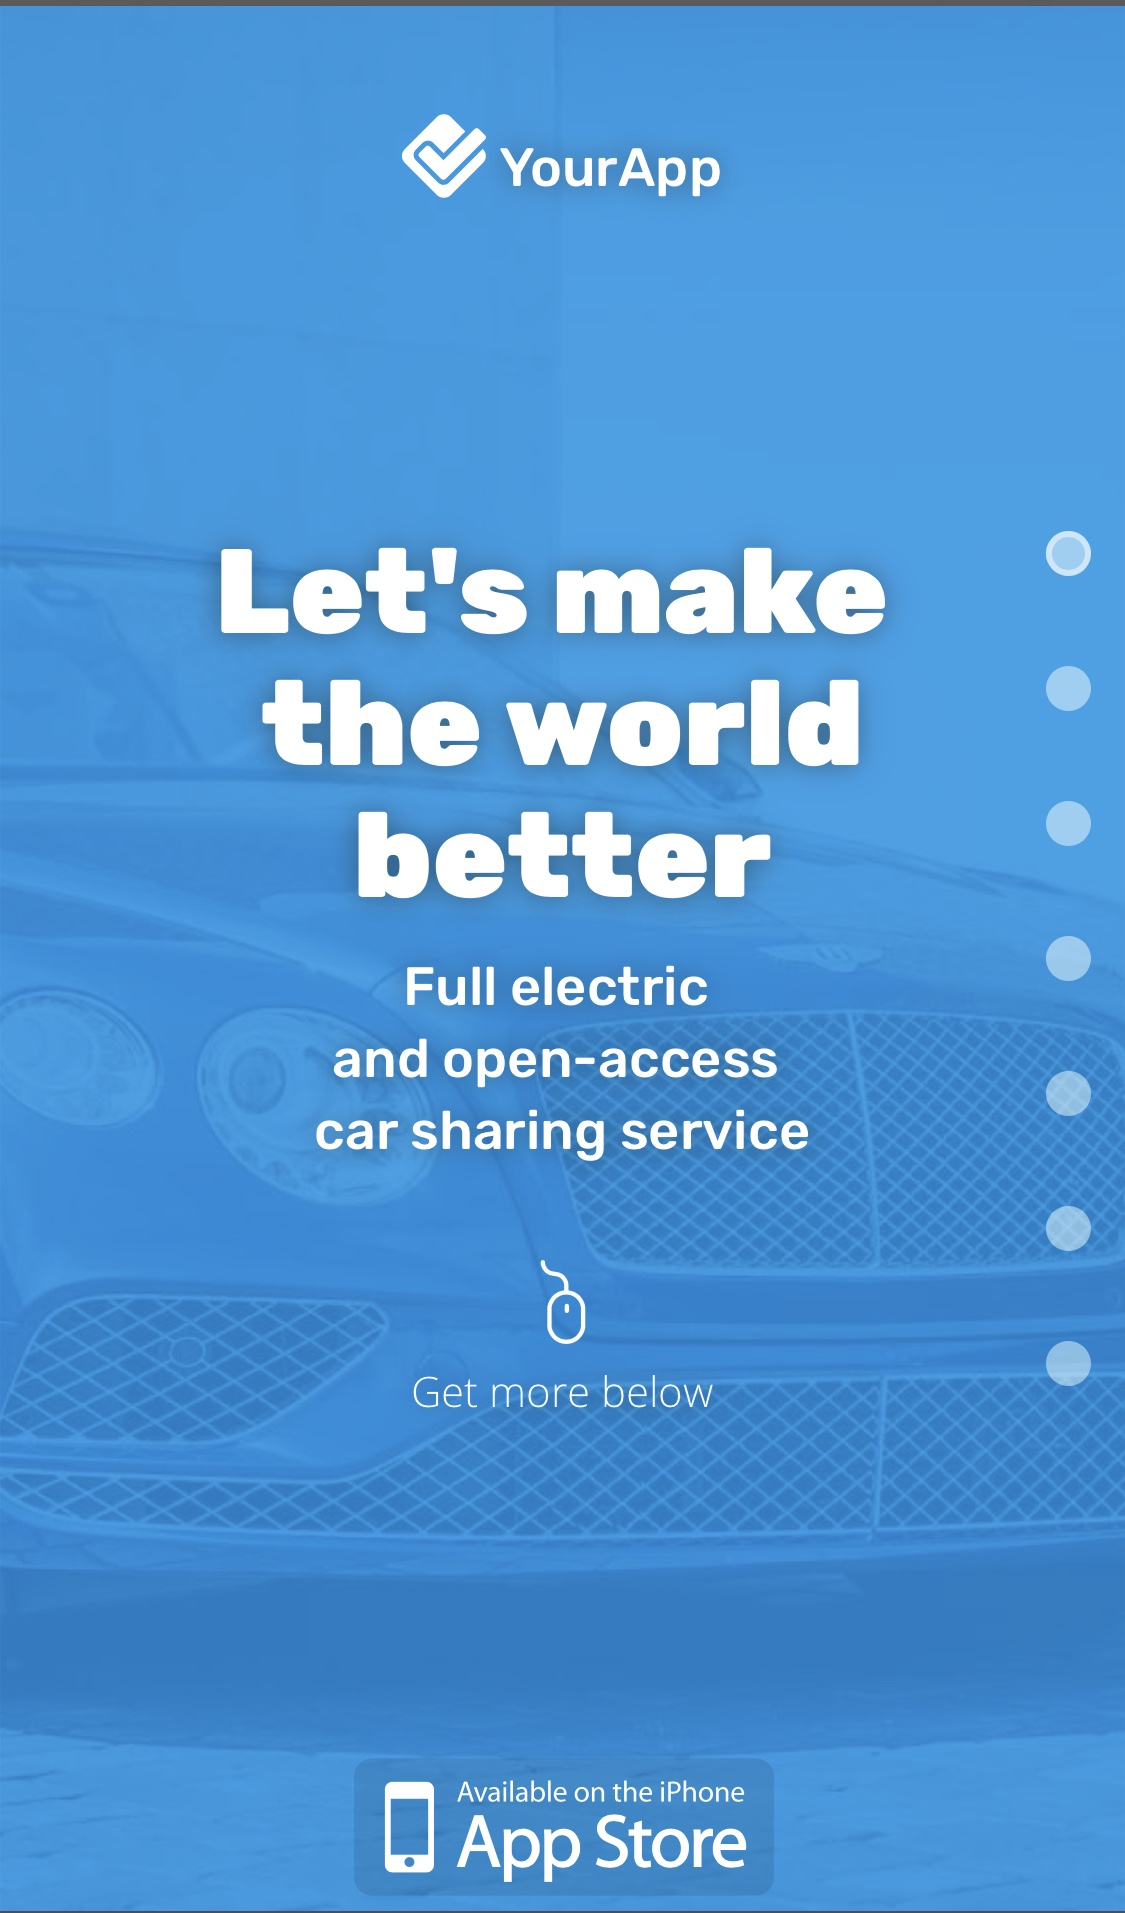 YourApp
Let's make
the world
better
Full electric
and open-access
car sharing service
Get more below
Available on the iPhone
App Store